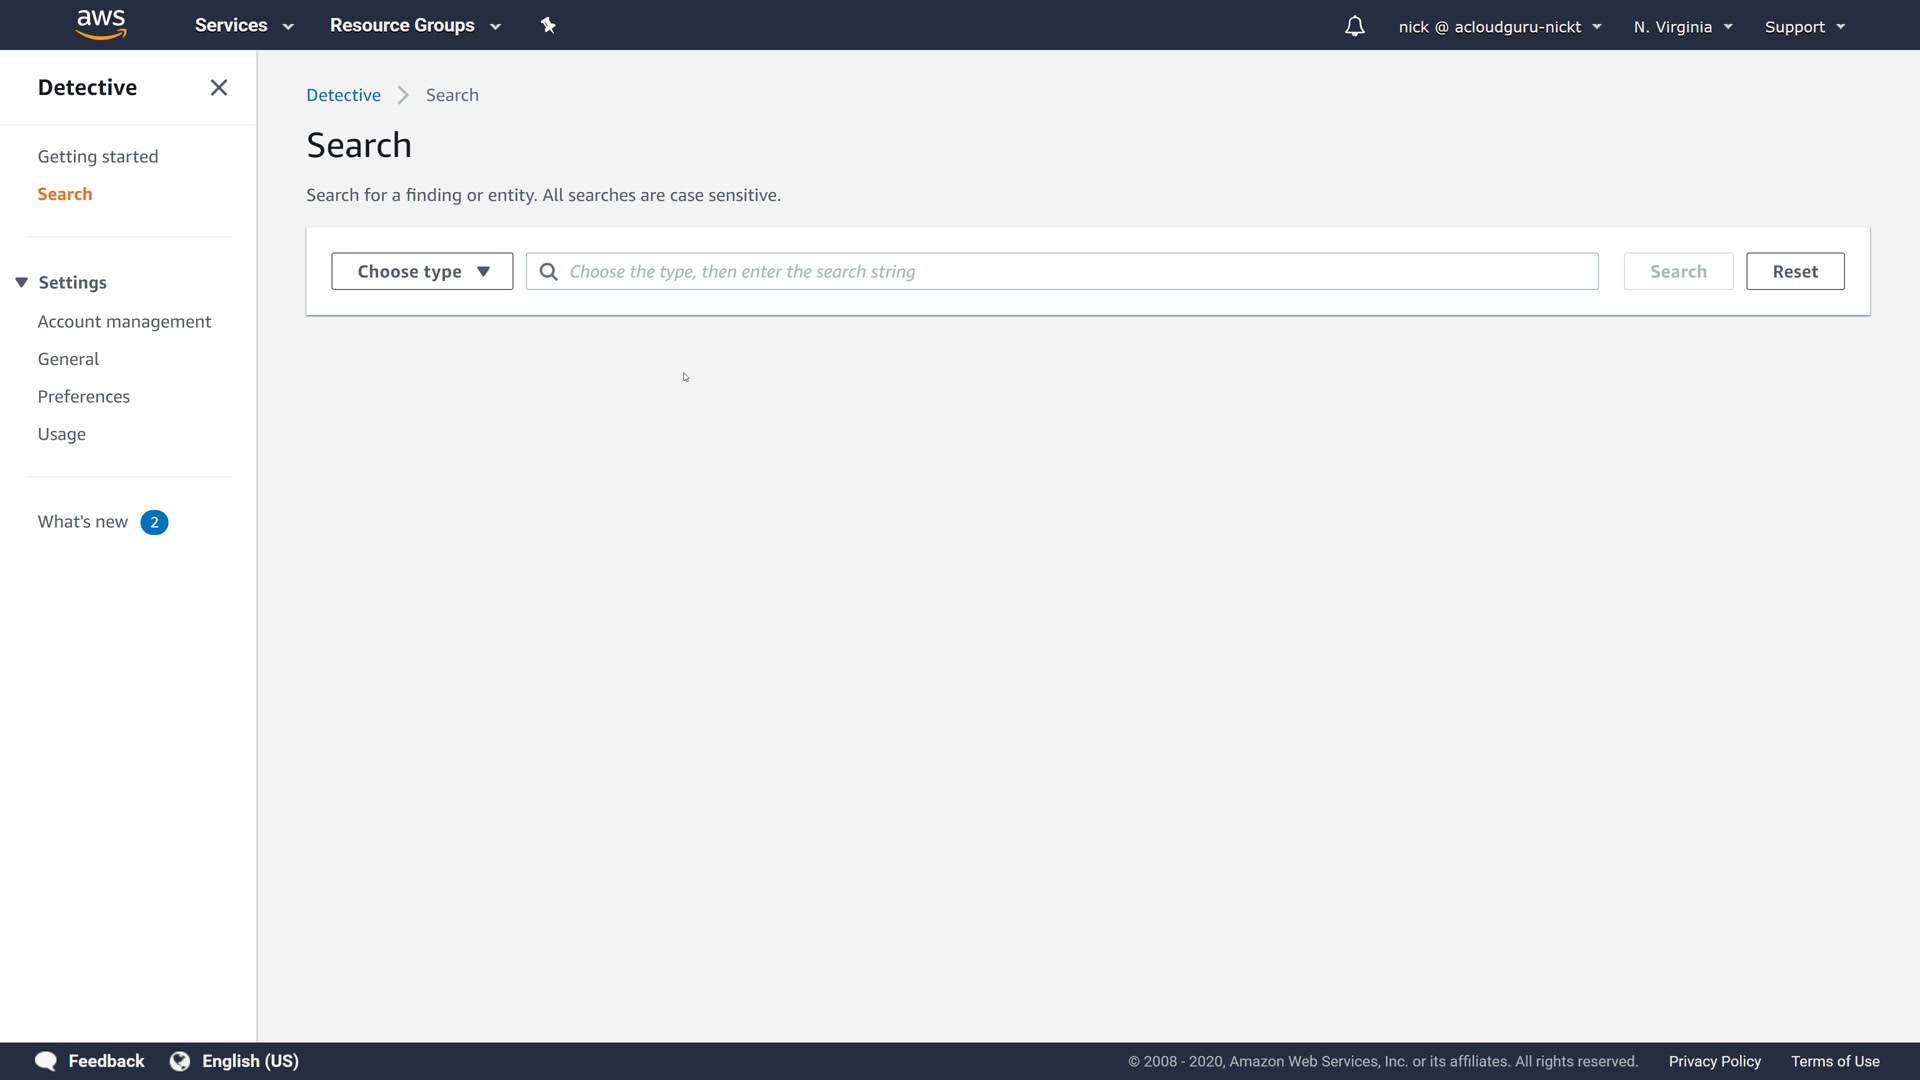 aws Services Resource Groups nick @ acloudguru-nickt N. Virginia Support
Detective
Getting started
Search
Settings
Account management
General
Preferences
Usage
What's new 2
Detective Search
Search
Search for a finding or entity. All searches are case sensitive.
Choose type Choose the type, then enter the search string Search Reset
Feedback English (US) © 2008 - 2020, Amazon Web Services, Inc. or its affiliates. All rights reserved. Privacy Policy Terms of Use